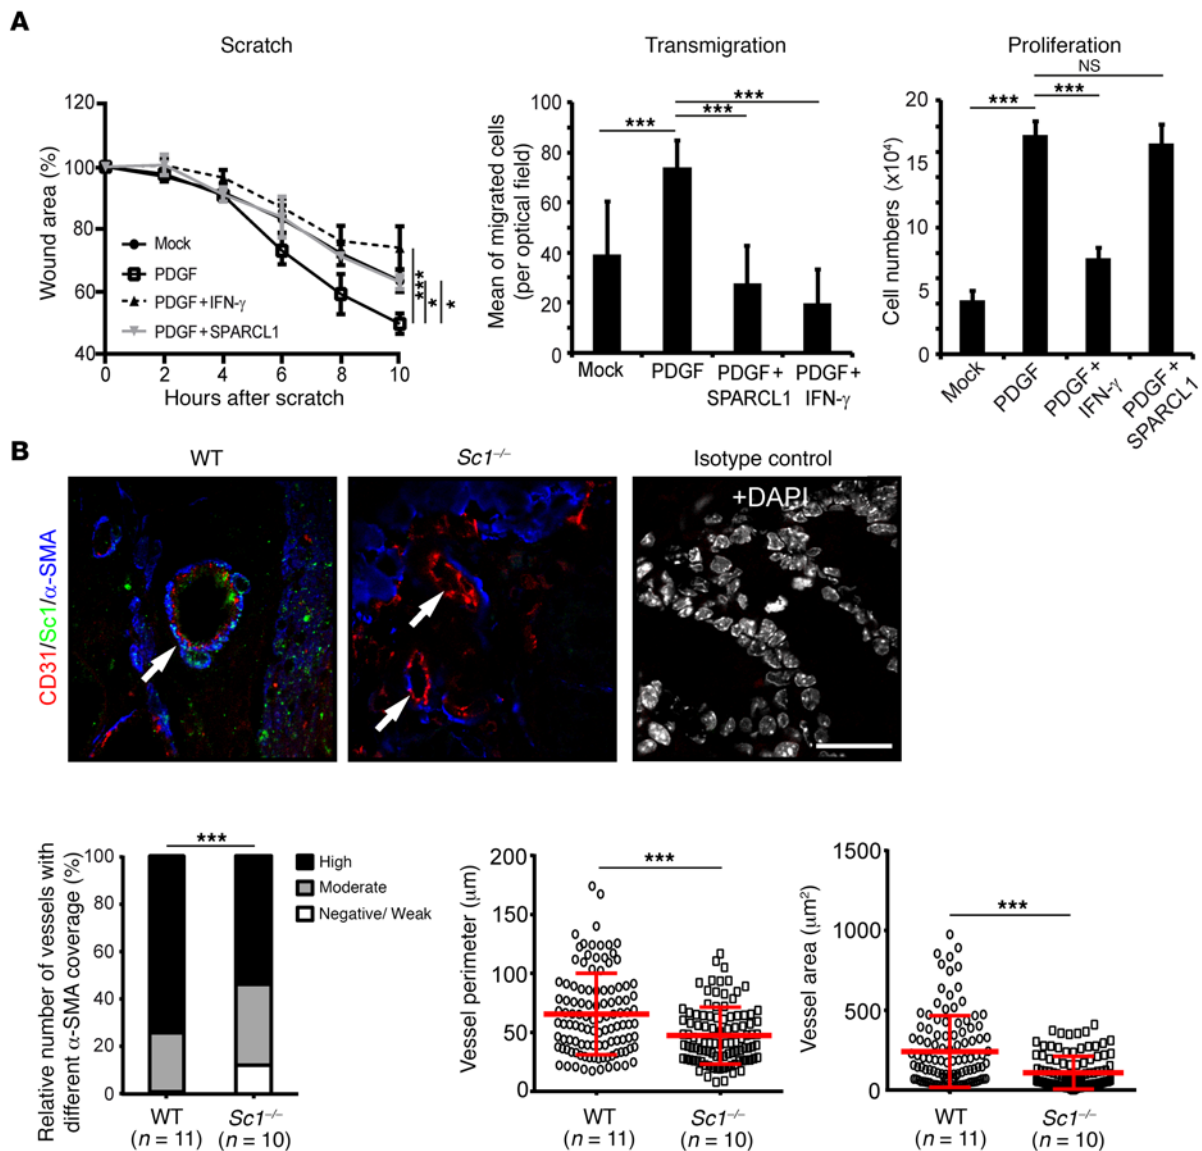 A
Scratch
Transmigration
Proliferation
Wound area (%)
120
100
80
60
40
0 2 4 6 8 10
Hours after scratch
Mock
PDGF
PDGF+IFN-γ
PDGF+SPARCL1
***
*
*
Mean of migrated cells
(per optical field)
100
80
60
40
20
0
***
***
***
Mock
PDGF
PDGF+
SPARCL1
PDGF+
IFN-γ
Cell numbers (x10⁴)
20
16
12
8
4
0
NS
***
***
Mock
PDGF
PDGF+
IFN-γ
PDGF+
SPARCL1
B
WT
Sc1⁻/⁻
Isotype control
CD31/Sc1/α-SMA
+DAPI
Relative number of vessels with
different α-SMA coverage (%)
100
80
60
40
20
0
***
High
Moderate
Negative/ Weak
WT
(n = 11)
Sc1⁻/⁻
(n = 10)
Vessel perimeter (μm)
200
150
100
50
0
***
WT
(n = 11)
Sc1⁻/⁻
(n = 10)
Vessel area (μm²)
1500
1000
500
0
***
WT
(n = 11)
Sc1⁻/⁻
(n = 10)